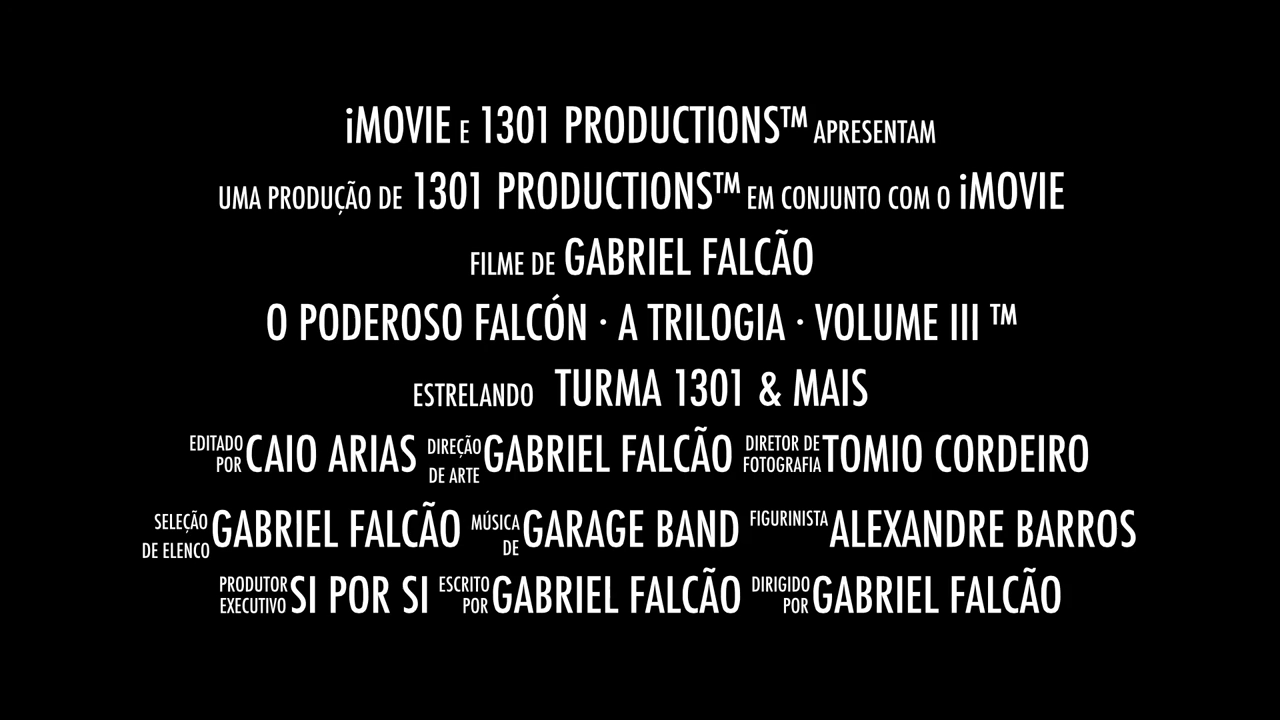 iMOVIE E 1301 PRODUCTIONS™ APRESENTAM
UMA PRODUÇÃO DE 1301 PRODUCTIONS™ EM CONJUNTO COM O iMOVIE
FILME DE GABRIEL FALCÃO
O PODEROSO FALCÓN · A TRILOGIA · VOLUME III ™
ESTRELANDO TURMA 1301 & MAIS
EDITADO POR CAIO ARIAS DIREÇÃO DE ARTE GABRIEL FALCÃO DIRETOR DE FOTOGRAFIA TOMIO CORDEIRO
SELEÇÃO DE ELENCO GABRIEL FALCÃO MÚSICA DE GARAGE BAND FIGURINISTA ALEXANDRE BARROS
PRODUTOR EXECUTIVO SI POR SI ESCRITO POR GABRIEL FALCÃO DIRIGIDO POR GABRIEL FALCÃO